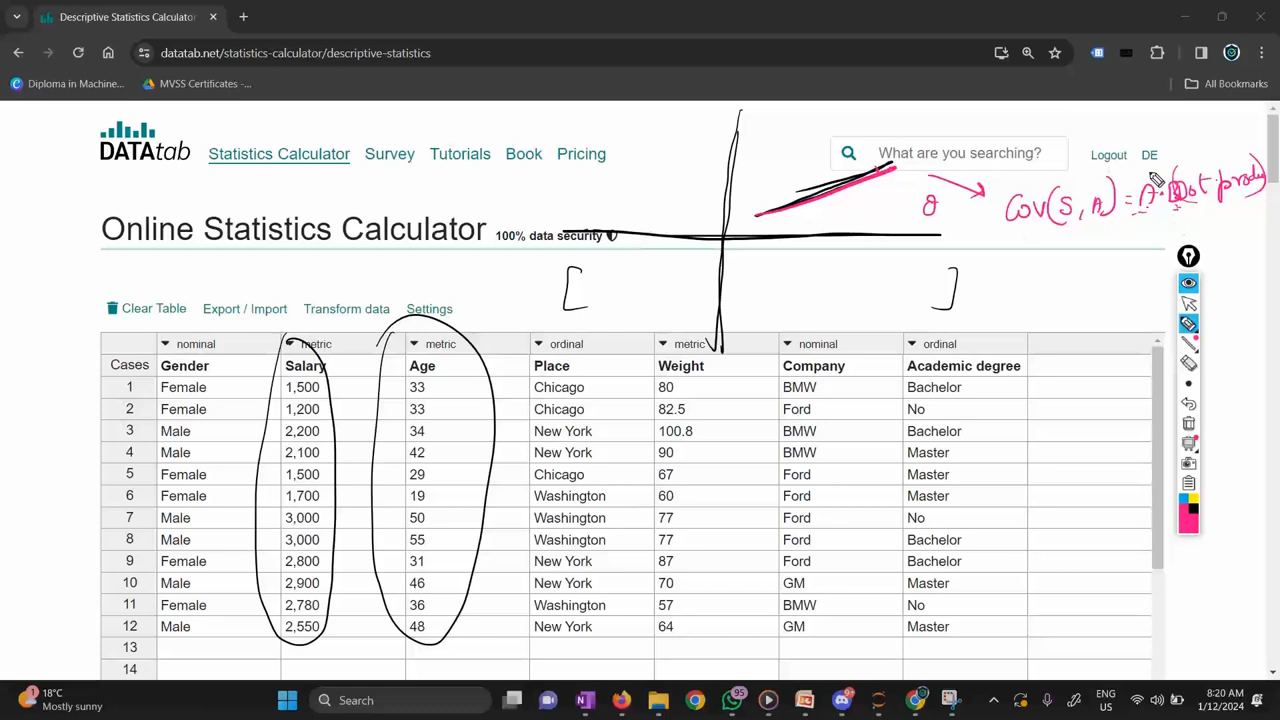 Descriptive Statistics Calculator
datatab.net/statistics-calculator/descriptive-statistics
Diploma in Machine...
MVSS Certificates -...
All Bookmarks
DATAtab
Statistics Calculator Survey Tutorials Book Pricing
What are you searching?
Logout DE
θ Cov(S, A) = A. Dot produ)
Online Statistics Calculator 100% data security
[ ]
Clear Table Export / Import Transform data Settings
nominal metric metric ordinal metric nominal ordinal
Cases Gender Salary Age Place Weight Company Academic degree
1 Female 1,500 33 Chicago 80 BMW Bachelor
2 Female 1,200 33 Chicago 82.5 Ford No
3 Male 2,200 34 New York 100.8 BMW Bachelor
4 Male 2,100 42 New York 90 BMW Master
5 Female 1,500 29 Chicago 67 Ford Master
6 Female 1,700 19 Washington 60 Ford Master
7 Male 3,000 50 Washington 77 Ford No
8 Male 3,000 55 Washington 77 Ford Bachelor
9 Female 2,800 31 New York 87 Ford Bachelor
10 Male 2,900 46 New York 70 GM Master
11 Female 2,780 36 Washington 57 BMW No
12 Male 2,550 48 New York 64 GM Master
13
14
18°C
Mostly sunny
Search
95
ENG
US
8:20 AM
1/12/2024